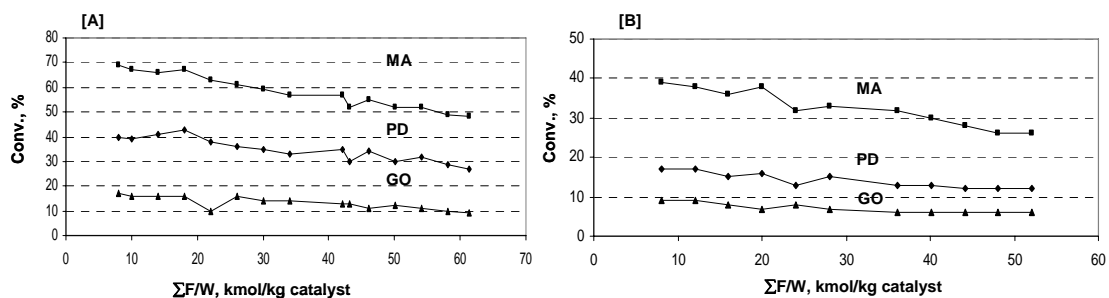 [A]
Conv., %
80
70
60
50
40
30
20
10
0
MA
PD
GO
0 10 20 30 40 50 60 70
∑F/W, kmol/kg catalyst
[B]
Conv., %
50
40
30
20
10
0
MA
PD
GO
0 10 20 30 40 50 60
∑F/W, kmol/kg catalyst